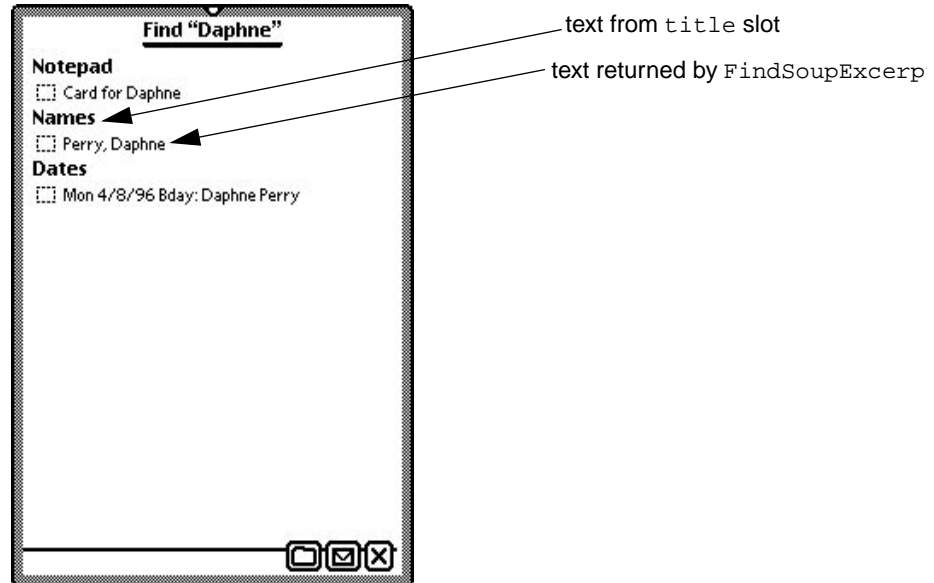 Find “Daphne”
text from title slot
text returned by FindSoupExcerp
Notepad
Card for Daphne
Names
Perry, Daphne
Dates
Mon 4/8/96 Bday: Daphne Perry